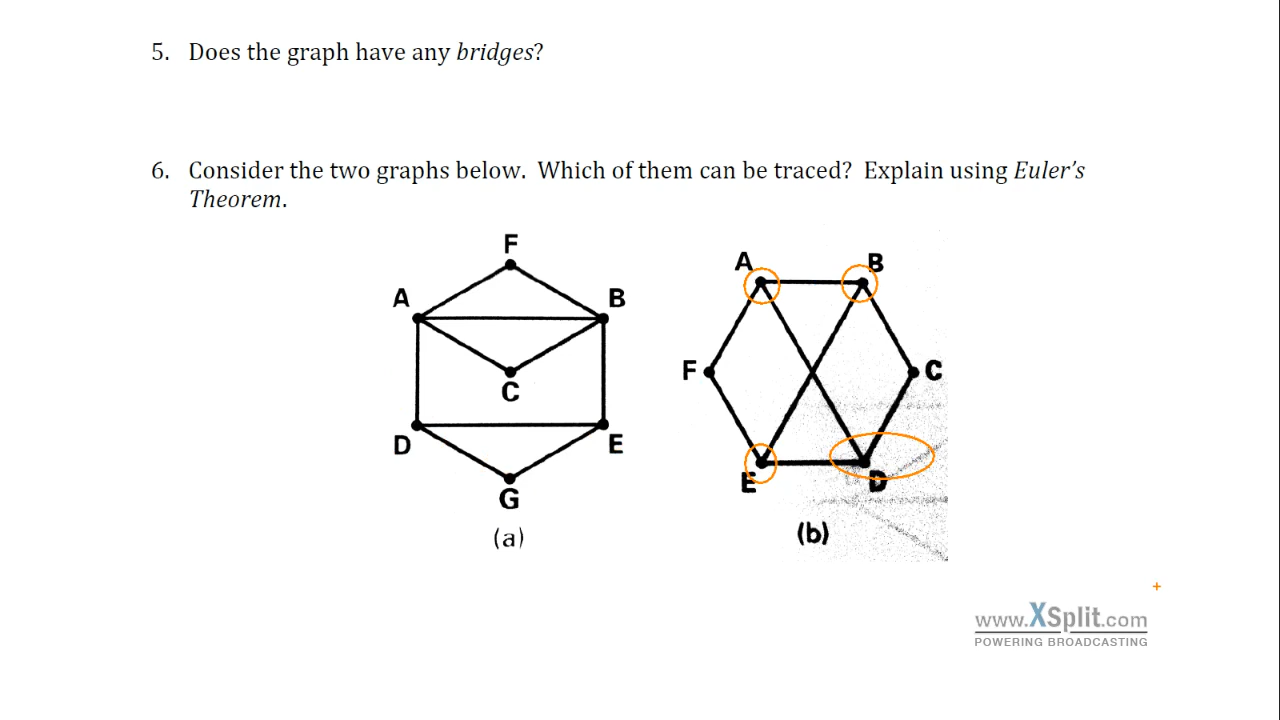 5. Does the graph have any bridges?
6. Consider the two graphs below. Which of them can be traced? Explain using Euler's
Theorem.
F
A
B
C
D
E
G
(a)
A
B
F
C
E
D
(b)
www.XSplit.com
POWERING BROADCASTING